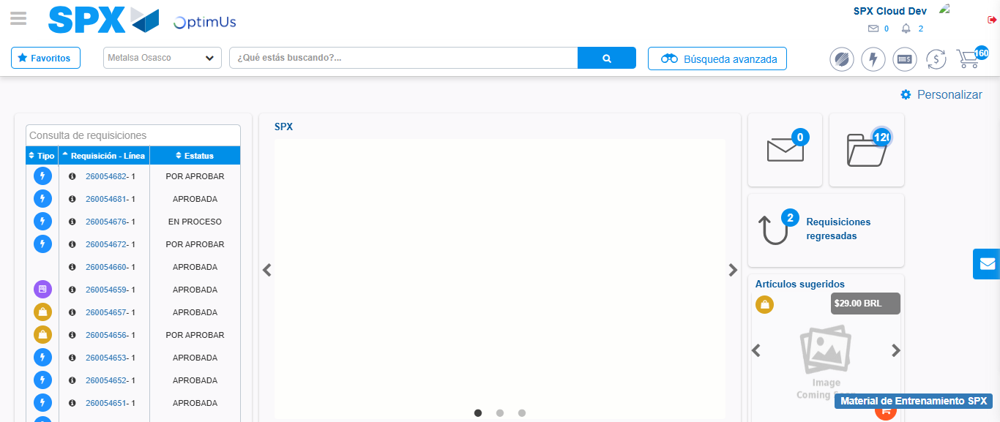 SPX OptimUs
SPX Cloud Dev
0 2
Favoritos Metalsa Osasco ¿Qué estás buscando?... Búsqueda avanzada $ $ 160
Personalizar
Consulta de requisiciones
Tipo Requisición - Línea Estatus
260054682- 1 POR APROBAR
260054681- 1 APROBADA
260054676- 1 EN PROCESO
260054672- 1 POR APROBAR
260054660- 1 APROBADA
260054659- 1 APROBADA
260054657- 1 APROBADA
260054656- 1 POR APROBAR
260054653- 1 APROBADA
260054652- 1 APROBADA
260054651- 1 APROBADA
SPX
0
2
Requisiciones
regresadas
Artículos sugeridos
$29.00 BRL
Image
Coming
Material de Entrenamiento SPX